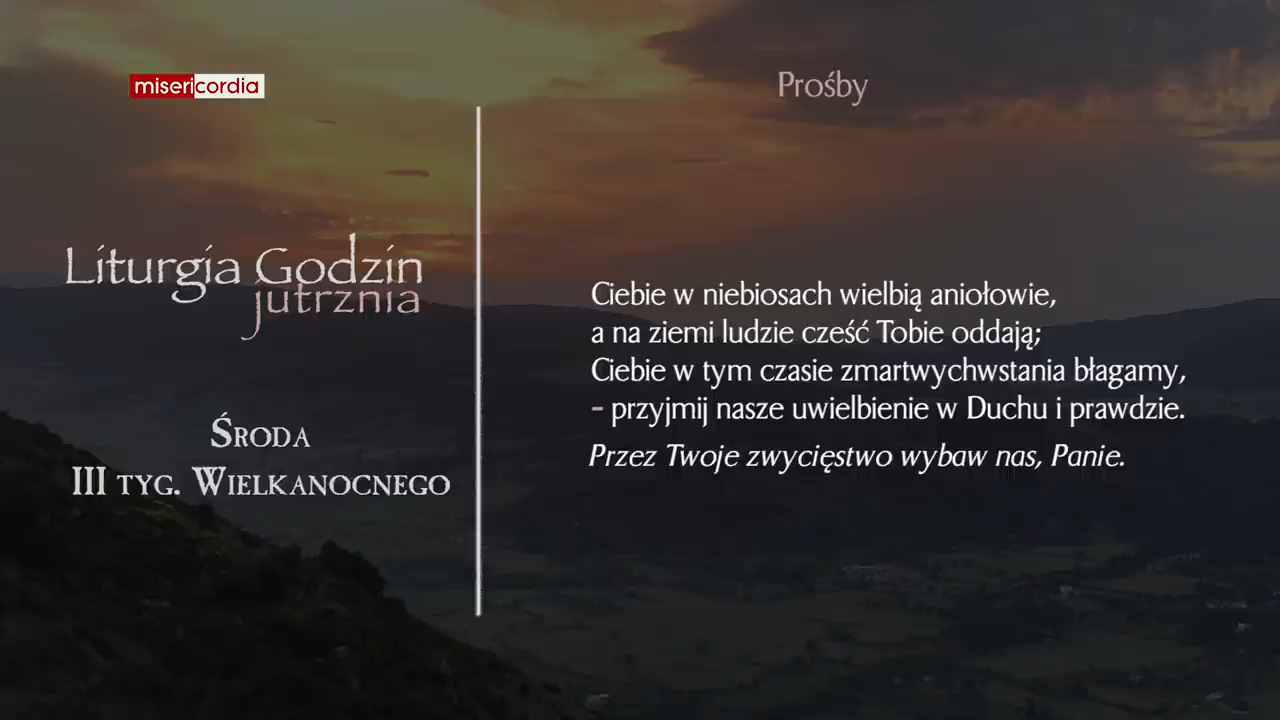 misericordia
Prośby
Liturgia Godzin
jutrznia
Środa
III tyg. Wielkanocnego
Ciebie w niebiosach wielbią aniołowie,
a na ziemi ludzie cześć Tobie oddają;
Ciebie w tym czasie zmartwychwstania błagamy,
- przyjmij nasze uwielbienie w Duchu i prawdzie.
Przez Twoje zwycięstwo wybaw nas, Panie.